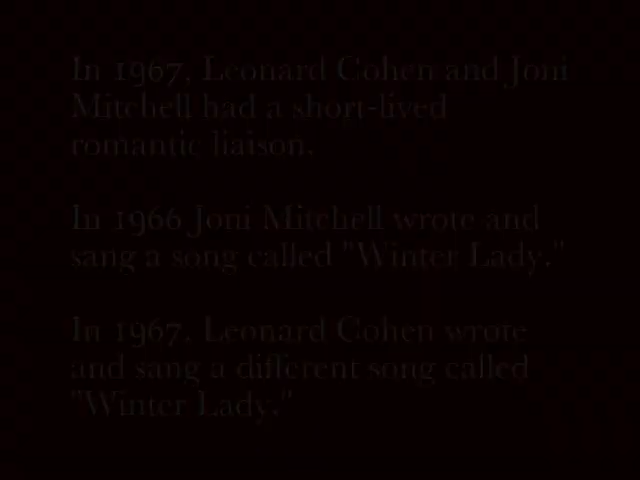 In 1967, Leonard Cohen and Joni
Mitchell had a short-lived
romantic liaison.
In 1966 Joni Mitchell wrote and
sang a song called "Winter Lady."
In 1967, Leonard Cohen wrote
and sang a different song called
"Winter Lady."